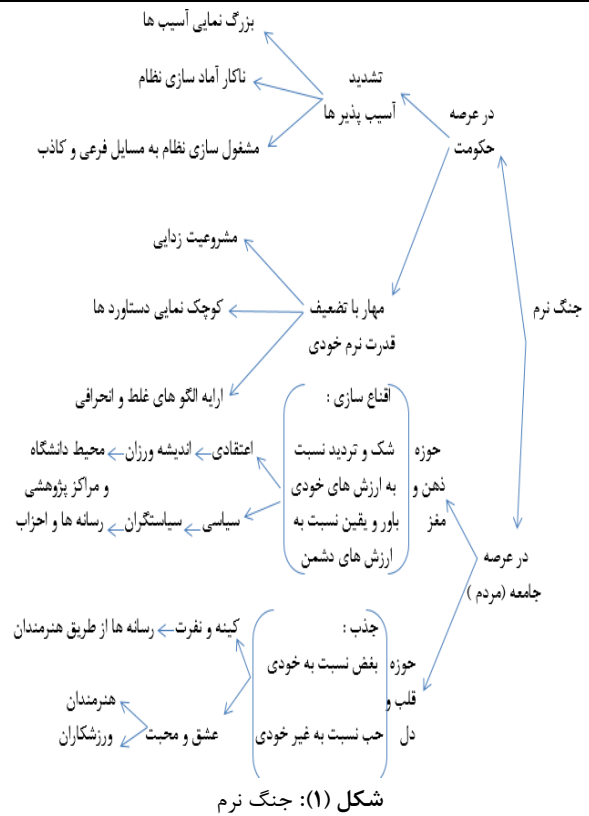 جنگ نرم
در عرصه
حکومت
تشدید
آسیب پذیر ها
بزرگ نمایی آسیب ها
ناکار آماد سازی نظام
مشغول سازی نظام به مسایل فرعی و کاذب
مهار با تضعیف
قدرت نرم خودی
مشروعیت زدایی
کوچک نمایی دستاورد ها
ارایه الگو های غلط و انحرافی
در عرصه
جامعه (مردم )
حوزه
ذهن و
مغز
اقناع سازی :
شک و تردید نسبت
به ارزش های خودی
باور و یقین نسبت به
ارزش های دشمن
اعتقادی
اندیشه ورزان
محیط دانشگاه
و مراکز پژوهشی
سیاسی
سیاستگران
رسانه ها و احزاب
حوزه
قلب و
دل
جذب :
بغض نسبت به خودی
حب نسبت به غیر خودی
کینه و نفرت
رسانه ها از طریق هنرمندان
عشق و محبت
هنرمندان
ورزشکاران
شکل (۱): جنگ نرم